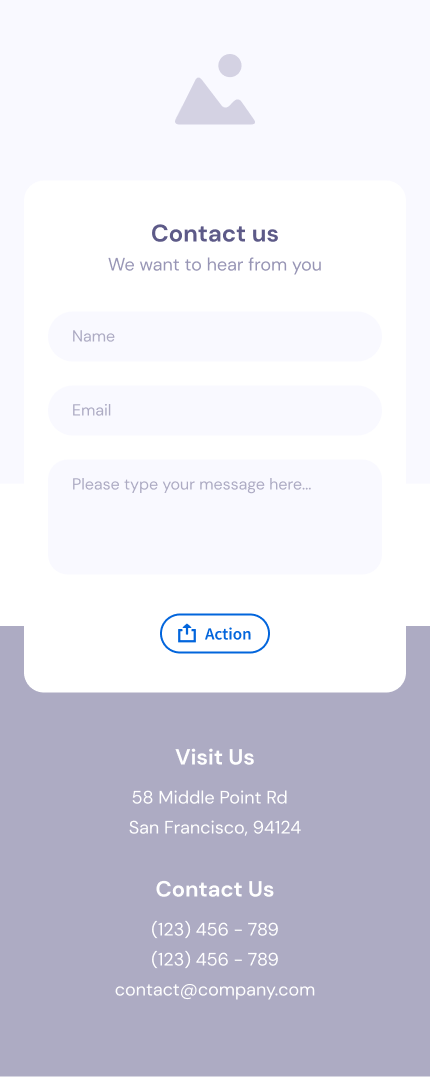 Contact us
We want to hear from you
Name
Email
Please type your message here...
Action
Visit Us
58 Middle Point Rd
San Francisco, 94124
Contact Us
(123) 456 - 789
(123) 456 - 789
contact@company.com